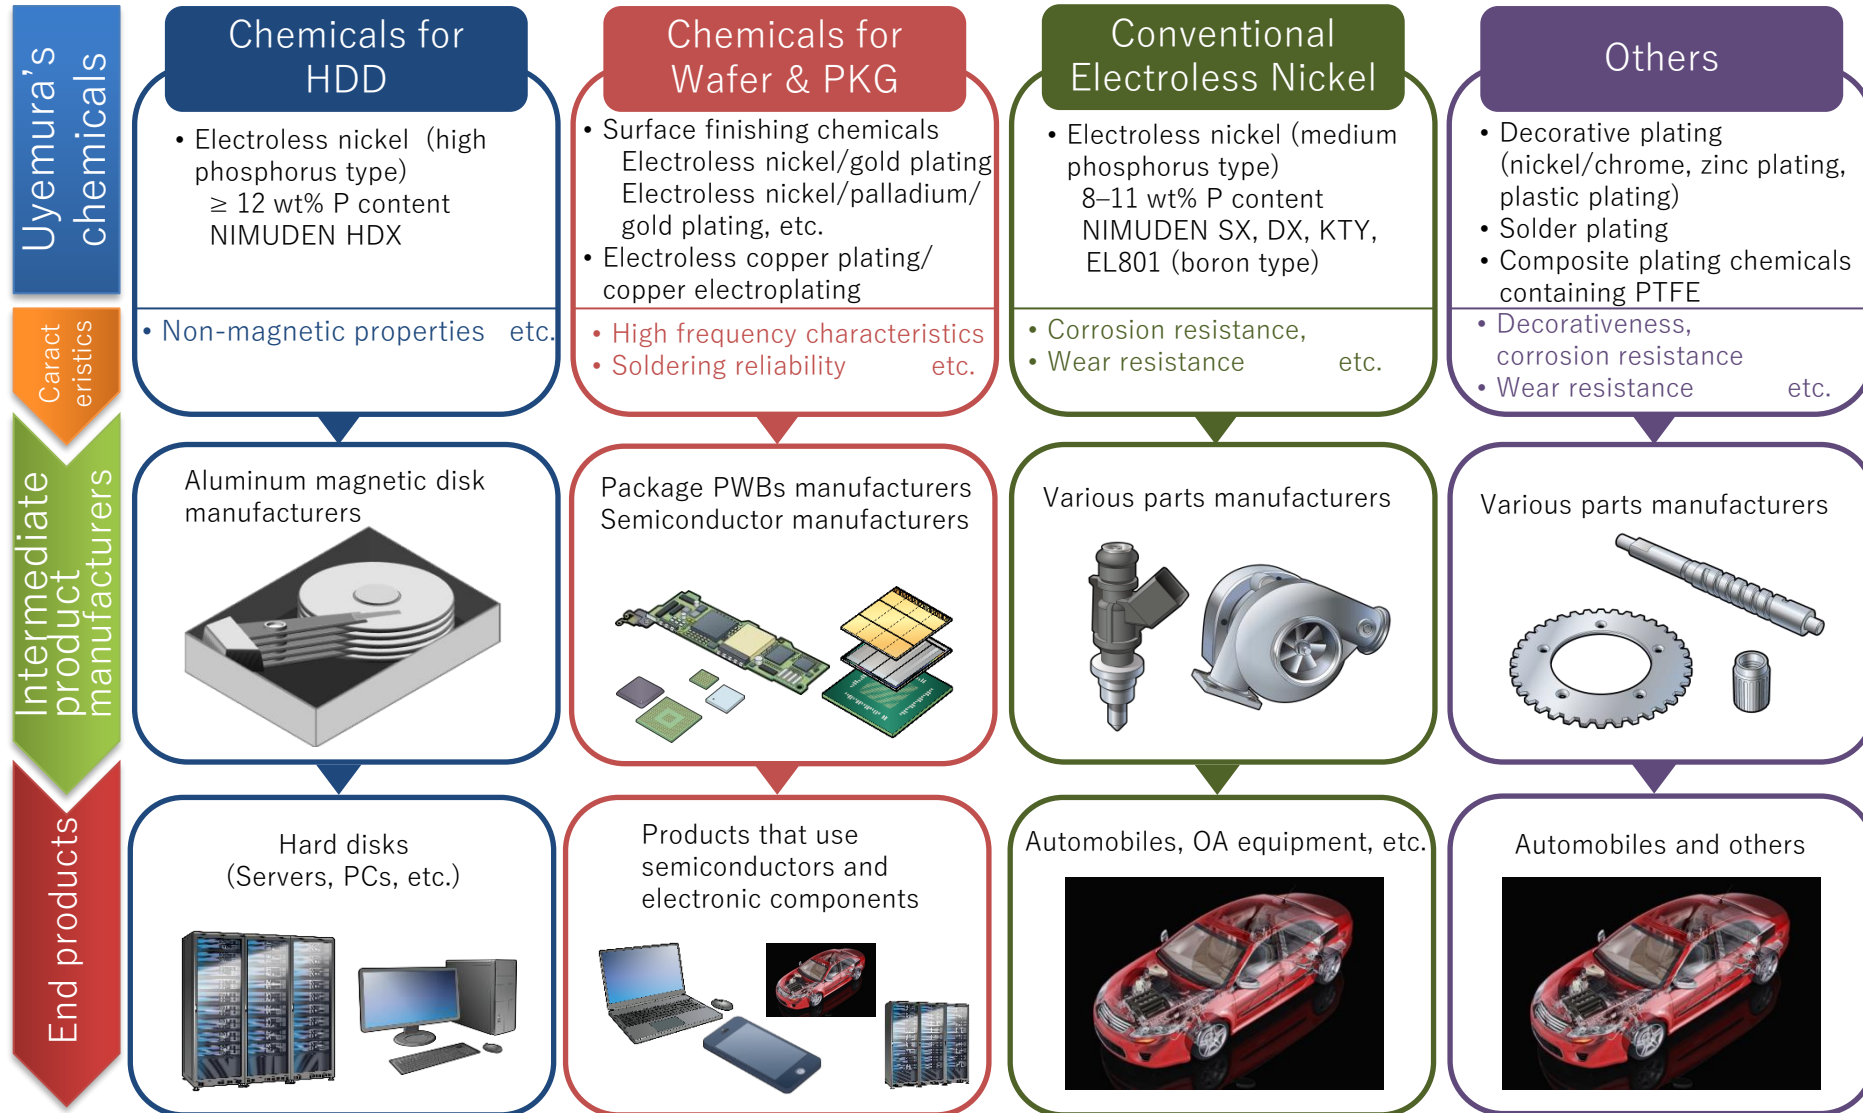 Uyemura's
chemicals
Chemicals for
HDD
• Electroless nickel (high
phosphorus type)
≥ 12 wt% P content
NIMUDEN HDX
Chemicals for
Wafer & PKG
• Surface finishing chemicals
Electroless nickel/gold plating
Electroless nickel/palladium/
gold plating, etc.
• Electroless copper plating/
copper electroplating
Conventional
Electroless Nickel
• Electroless nickel (medium
phosphorus type)
8–11 wt% P content
NIMUDEN SX, DX, KTY,
EL801 (boron type)
Others
• Decorative plating
(nickel/chrome, zinc plating,
plastic plating)
• Solder plating
• Composite plating chemicals
containing PTFE
Caract
eristics
• Non-magnetic properties etc.
• High frequency characteristics
• Soldering reliability etc.
• Corrosion resistance,
• Wear resistance etc.
• Decorativeness,
corrosion resistance
• Wear resistance etc.
Intermediate
product
manufacturers
Aluminum magnetic disk
manufacturers
Package PWBs manufacturers
Semiconductor manufacturers
Various parts manufacturers
Various parts manufacturers
End products
Hard disks
(Servers, PCs, etc.)
Products that use
semiconductors and
electronic components
Automobiles, OA equipment, etc.
Automobiles and others